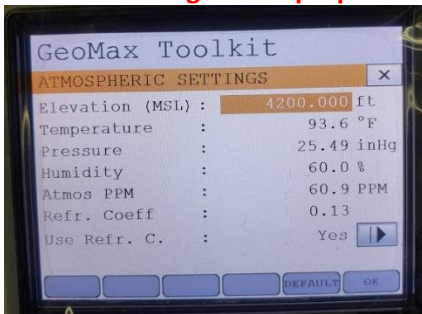 GeoMax Toolkit
ATMOSPHERIC SETTINGS
Elevation (MSL) : 4200.000 ft
Temperature : 93.6 °F
Pressure : 25.49 inHg
Humidity : 60.0 %
Atmos PPM : 60.9 PPM
Refr. Coeff : 0.13
Use Refr. C. : Yes
DEFAULT OK